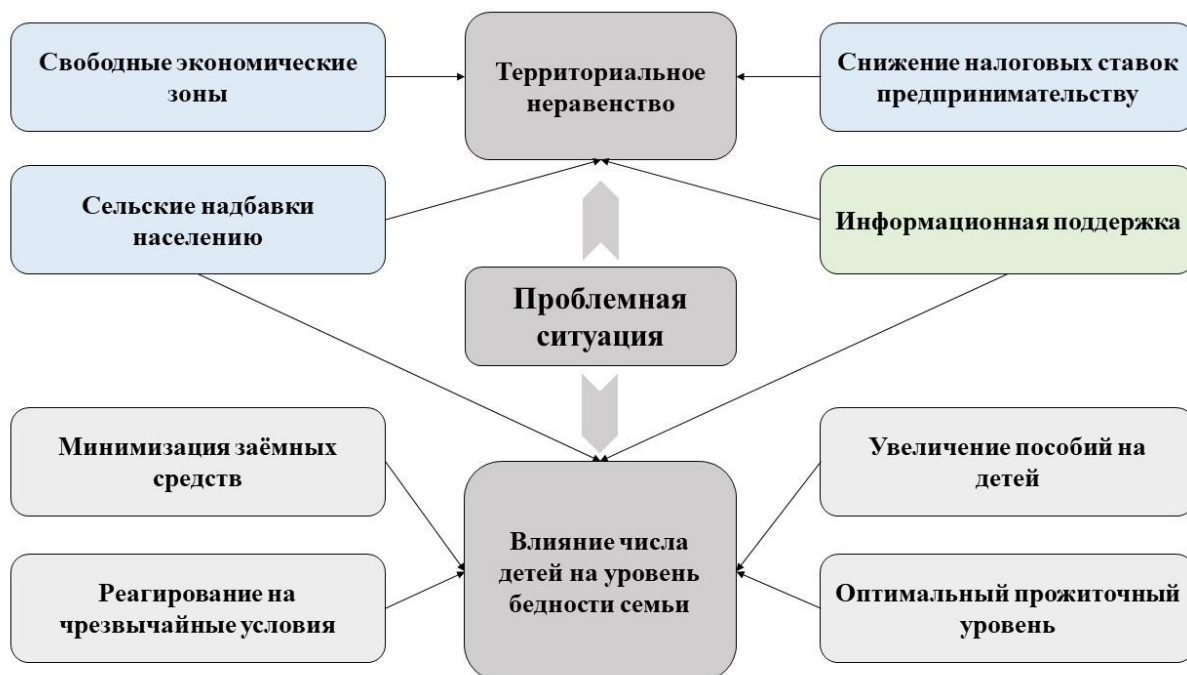 Свободные экономические
зоны
Территориальное
неравенство
Снижение налоговых ставок
предпринимательству
Сельские надбавки
населению
Информационная поддержка
Проблемная
ситуация
Минимизация заёмных
средств
Увеличение пособий на
детей
Влияние числа
детей на уровень
бедности семьи
Реагирование на
чрезвычайные условия
Оптимальный прожиточный
уровень